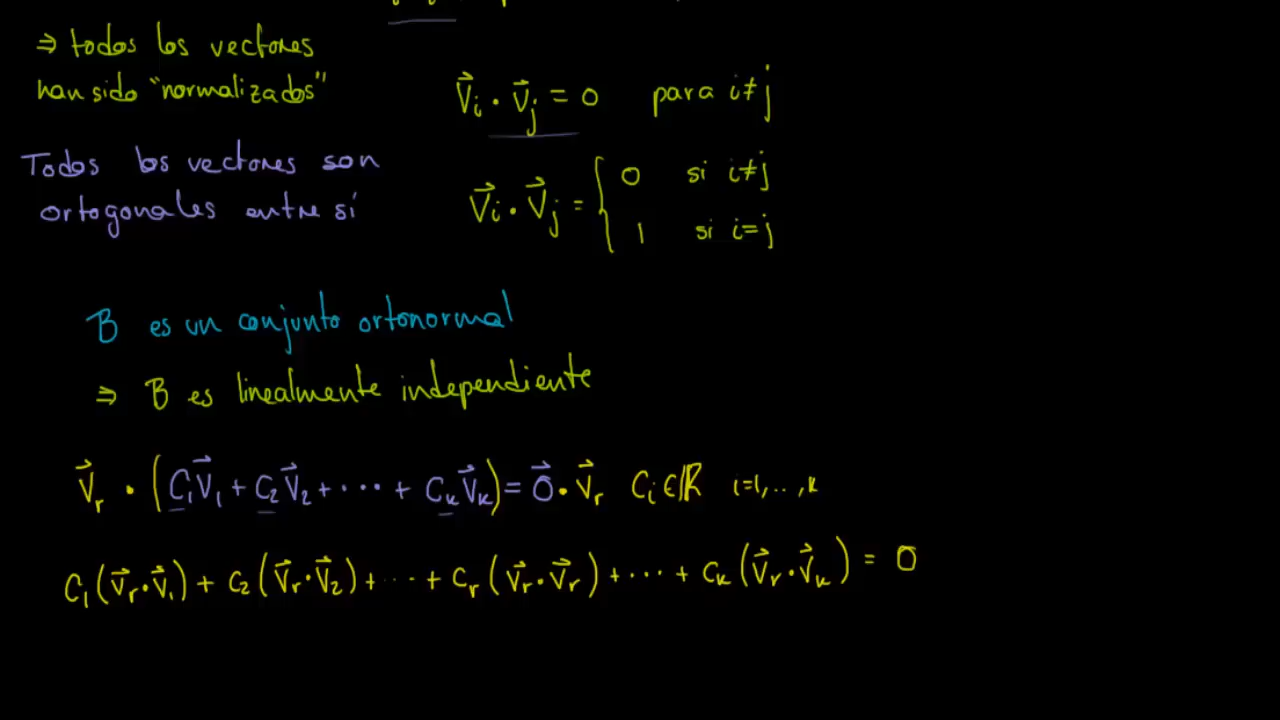 ⇒ todos los vectores
han sido "normalizados"
Todos los vectores son
ortogonales entre sí
V⃗i · V⃗j = 0 para i≠j
V⃗i · V⃗j = { 0 si i≠j
1 si i=j
B es un conjunto ortonormal
⇒ B es linealmente independiente
V⃗r · (C1V⃗1 + C2V⃗2 + ··· + CkV⃗k) = 0⃗ · V⃗r Ci ∈ ℝ i=1,..,k
C1(V⃗r·V⃗1) + C2(V⃗r·V⃗2) + ··· + Cr(V⃗r·V⃗r) + ··· + Ck(V⃗r·V⃗k) = 0